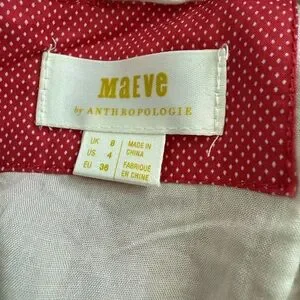 Maeve
by ANTHROPOLOGIE
UK 8
US 4
EU 36
MADE IN
CHINA
FABRIQUÉ
EN CHINE